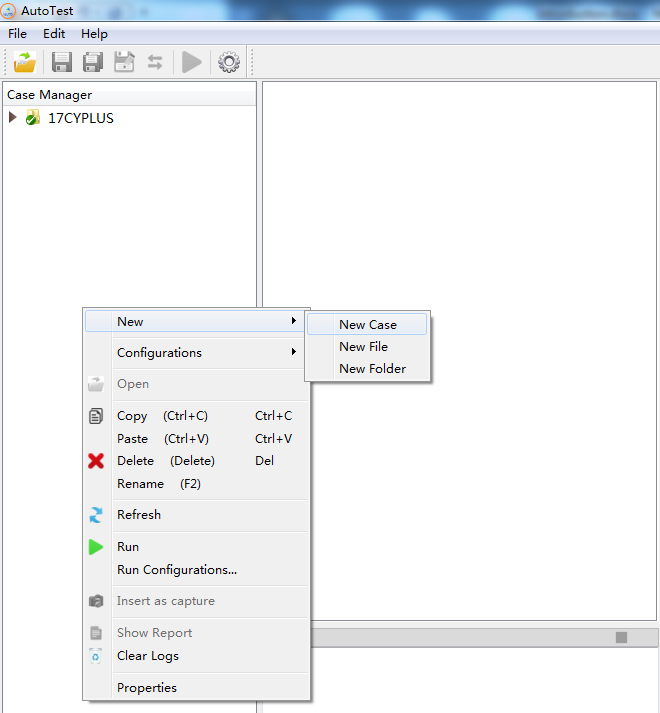 AutoTest
File Edit Help
Case Manager
17CYPLUS
New
New Case
New File
New Folder
Configurations
Open
Copy (Ctrl+C) Ctrl+C
Paste (Ctrl+V) Ctrl+V
Delete (Delete) Del
Rename (F2)
Refresh
Run
Run Configurations...
Insert as capture
Show Report
Clear Logs
Properties